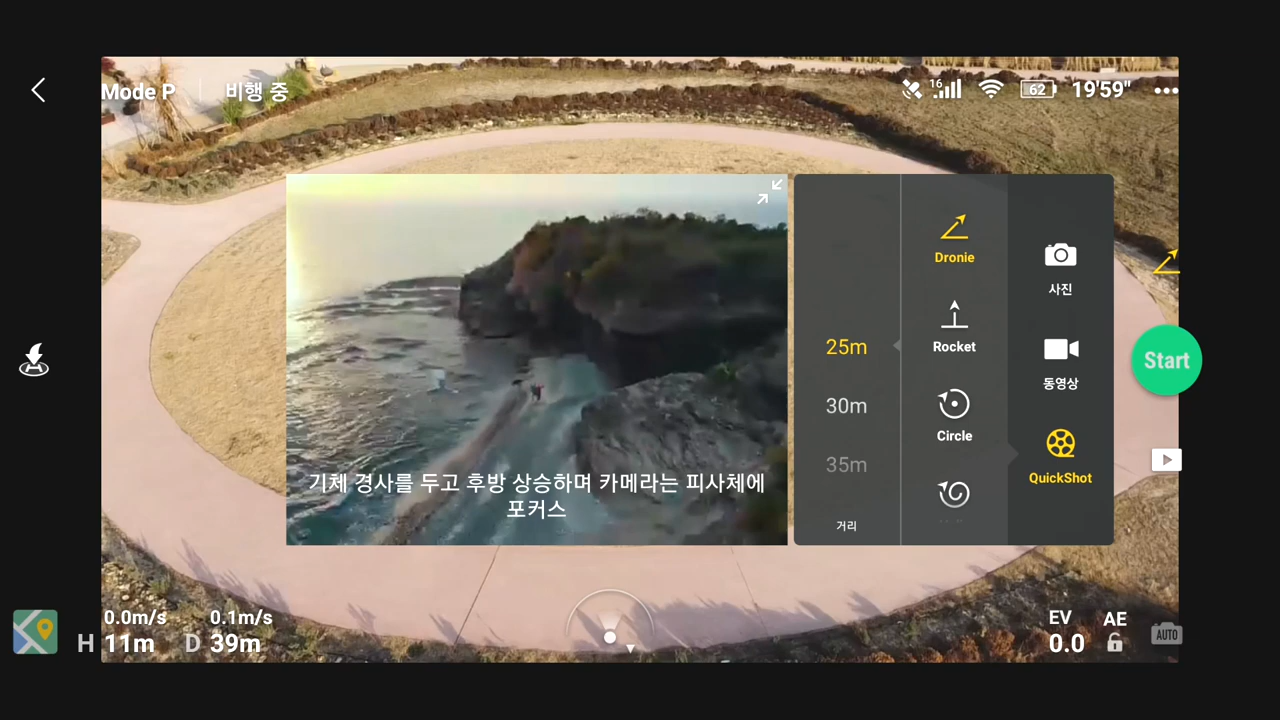 Mode P
비행 중
16
62
19'59"
Dronie
Rocket
Circle
25m
30m
35m
거리
사진
동영상
QuickShot
Start
기체 경사를 두고 후방 상승하며 카메라는 피사체에
포커스
0.0m/s
0.1m/s
H 11m
D 39m
EV
0.0
AE
AUTO